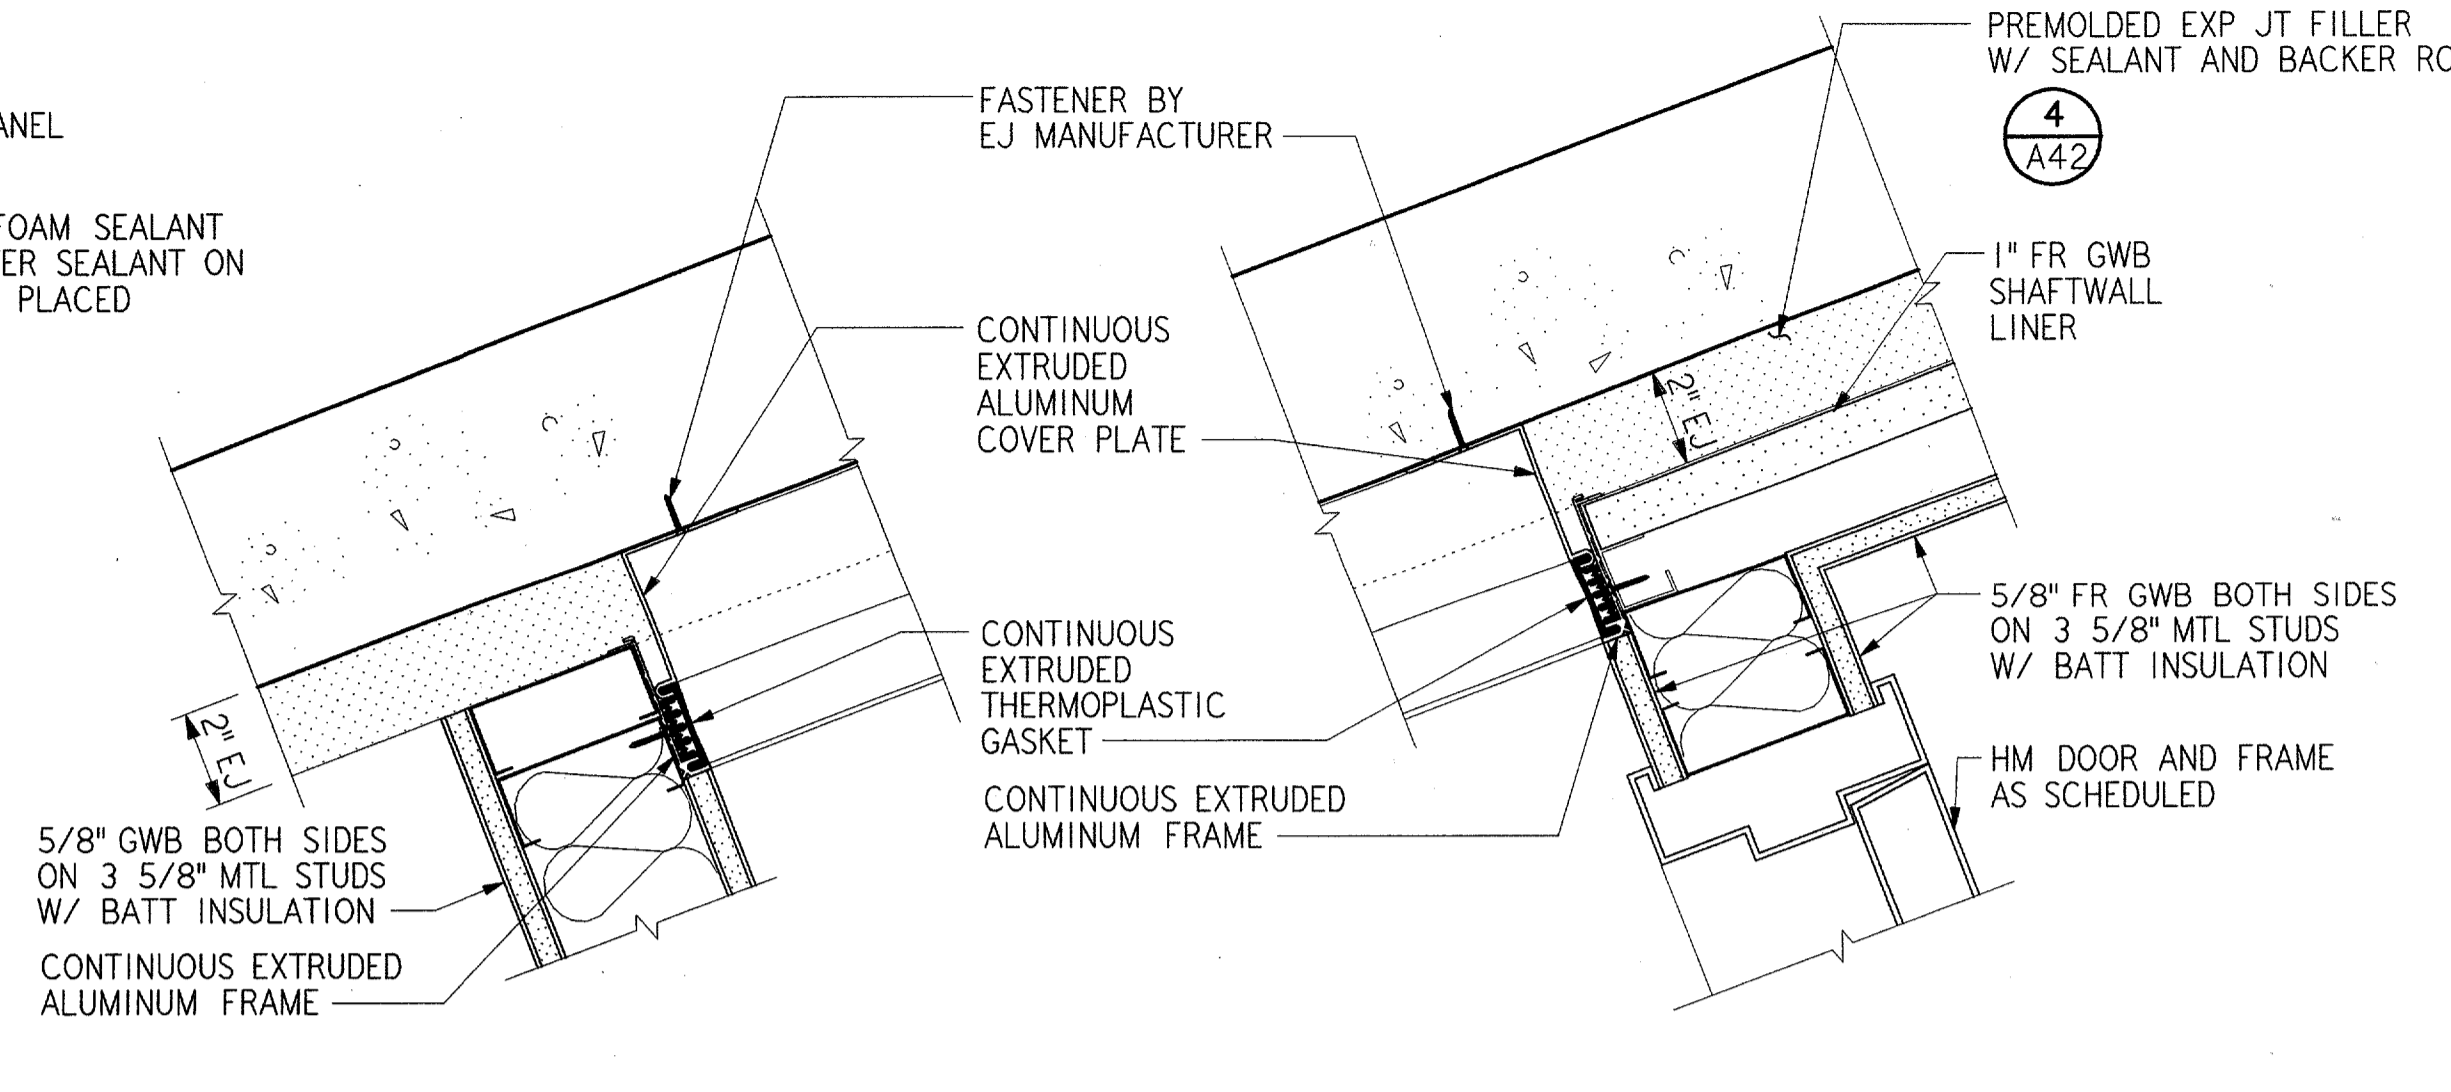 ANEL
FOAM SEALANT
ER SEALANT ON
PLACED
FASTENER BY
EJ MANUFACTURER
PREMOLDED EXP JT FILLER
W/ SEALANT AND BACKER RO
4
A42
1" FR GWB
SHAFTWALL
LINER
CONTINUOUS
EXTRUDED
ALUMINUM
COVER PLATE
2" EJ
CONTINUOUS
EXTRUDED
THERMOPLASTIC
GASKET
5/8" FR GWB BOTH SIDES
ON 3 5/8" MTL STUDS
W/ BATT INSULATION
2" EJ
HM DOOR AND FRAME
AS SCHEDULED
CONTINUOUS EXTRUDED
ALUMINUM FRAME
5/8" GWB BOTH SIDES
ON 3 5/8" MTL STUDS
W/ BATT INSULATION
CONTINUOUS EXTRUDED
ALUMINUM FRAME